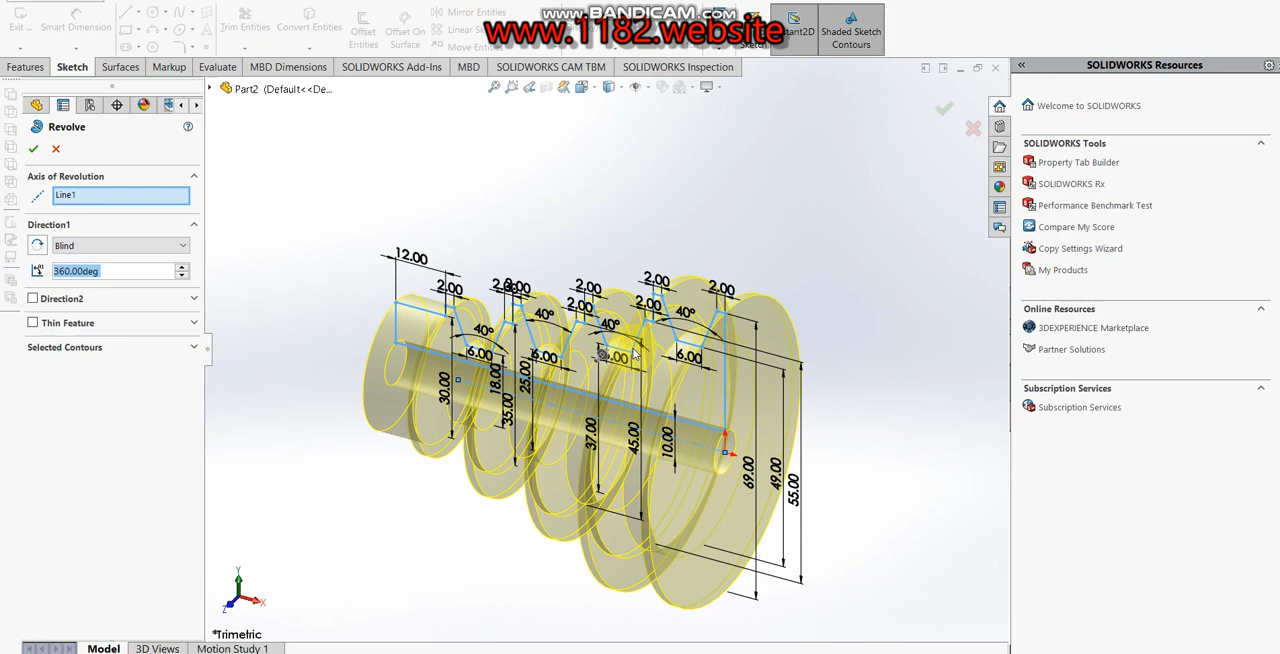 www.BANDICAM.com
www.1182.website
Exit ...
Smart Dimension
Trim Entities
Convert Entities
Offset Entities
Offset On Surface
Mirror Entities
Linear
Move Entities
Sketch
Instant2D
Shaded Sketch Contours
Features
Sketch
Surfaces
Markup
Evaluate
MBD Dimensions
SOLIDWORKS Add-Ins
MBD
SOLIDWORKS CAM TBM
SOLIDWORKS Inspection
SOLIDWORKS Resources
Part2 (Default<<De...
Revolve
Axis of Revolution
Line1
Direction1
Blind
360.00deg
Direction2
Thin Feature
Selected Contours
12.00
2.00
2.00
2.00
2.00
2.00
2.00
2.00
40°
40°
40°
40°
6.00
6.00
6.00
30.00
18.00
35.00
25.00
37.00
45.00
10.00
69.00
49.00
55.00
Y
X
Z
*Trimetric
Welcome to SOLIDWORKS
SOLIDWORKS Tools
Property Tab Builder
SOLIDWORKS Rx
Performance Benchmark Test
Compare My Score
Copy Settings Wizard
My Products
Online Resources
3DEXPERIENCE Marketplace
Partner Solutions
Subscription Services
Subscription Services
Model
3D Views
Motion Study 1